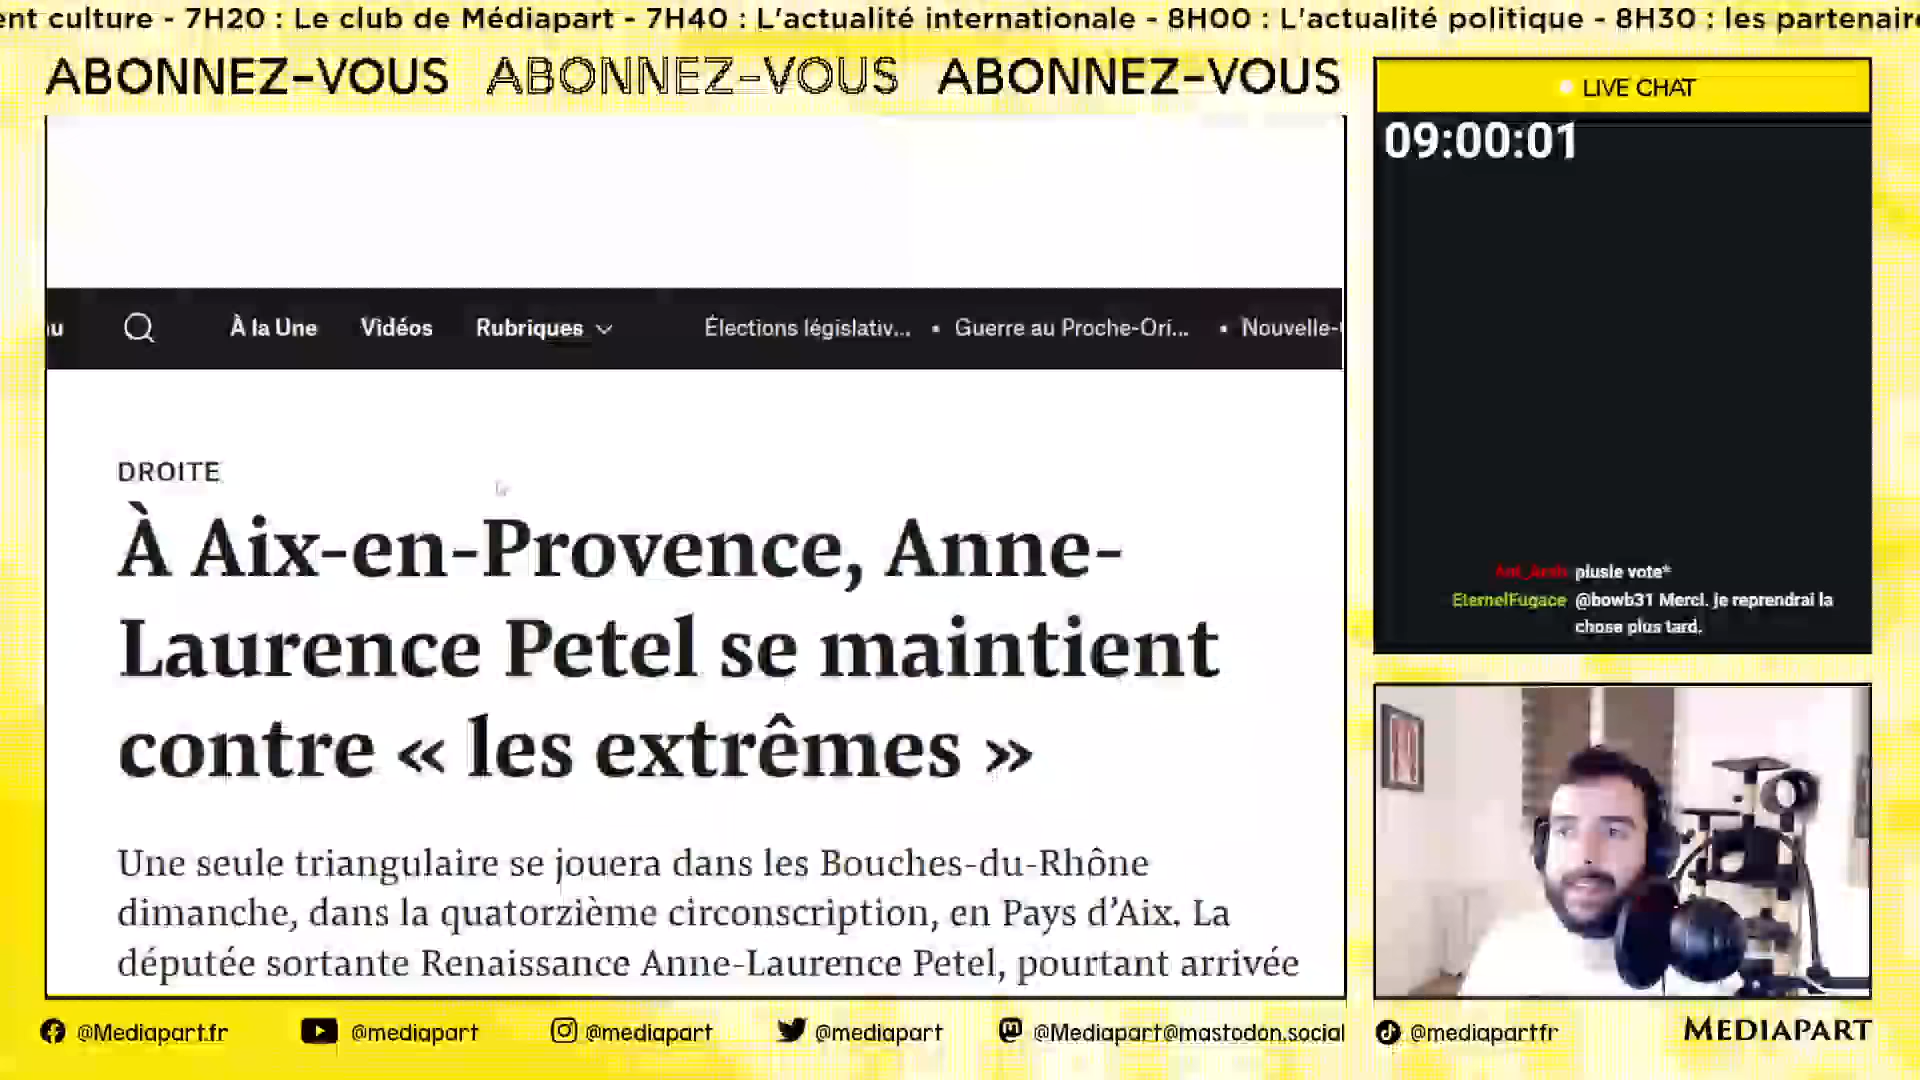 ent culture - 7H20 : Le club de Médiapart - 7H40 : L'actualité internationale - 8H00 : L'actualité politique - 8H30 : les partenair
ABONNEZ-VOUS ABONNEZ-VOUS ABONNEZ-VOUS
LIVE CHAT
09:00:01
À la Une Vidéos Rubriques Élections législativ... • Guerre au Proche-Ori... • Nouvelle-
DROITE
À Aix-en-Provence, Anne-
Laurence Petel se maintient
contre « les extrêmes »
Une seule triangulaire se jouera dans les Bouches-du-Rhône
dimanche, dans la quatorzième circonscription, en Pays d'Aix. La
députée sortante Renaissance Anne-Laurence Petel, pourtant arrivée
plusle vote*
EternelFugace @bowb31 Merci. je reprendrai la
chose plus tard.
@Mediapart.fr @mediapart @mediapart @mediapart @Mediapart@mastodon.social @mediapartfr MEDIAPART